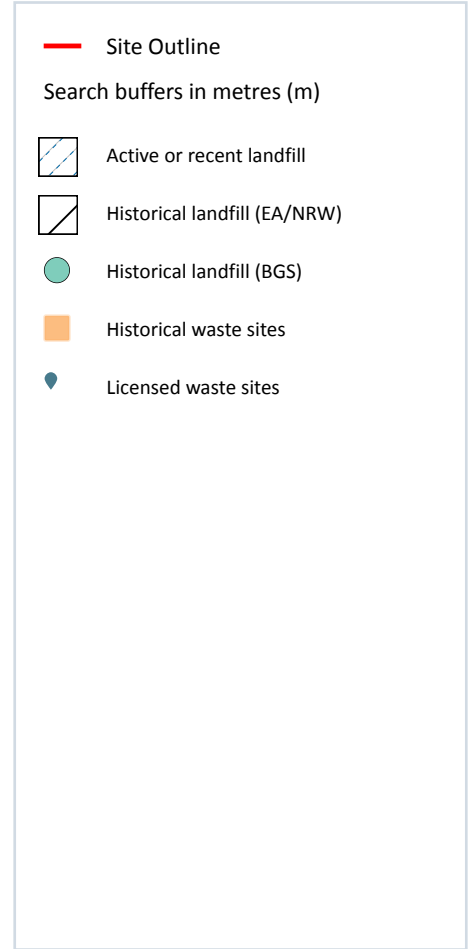 Site Outline
Search buffers in metres (m)
Active or recent landfill
Historical landfill (EA/NRW)
Historical landfill (BGS)
Historical waste sites
Licensed waste sites